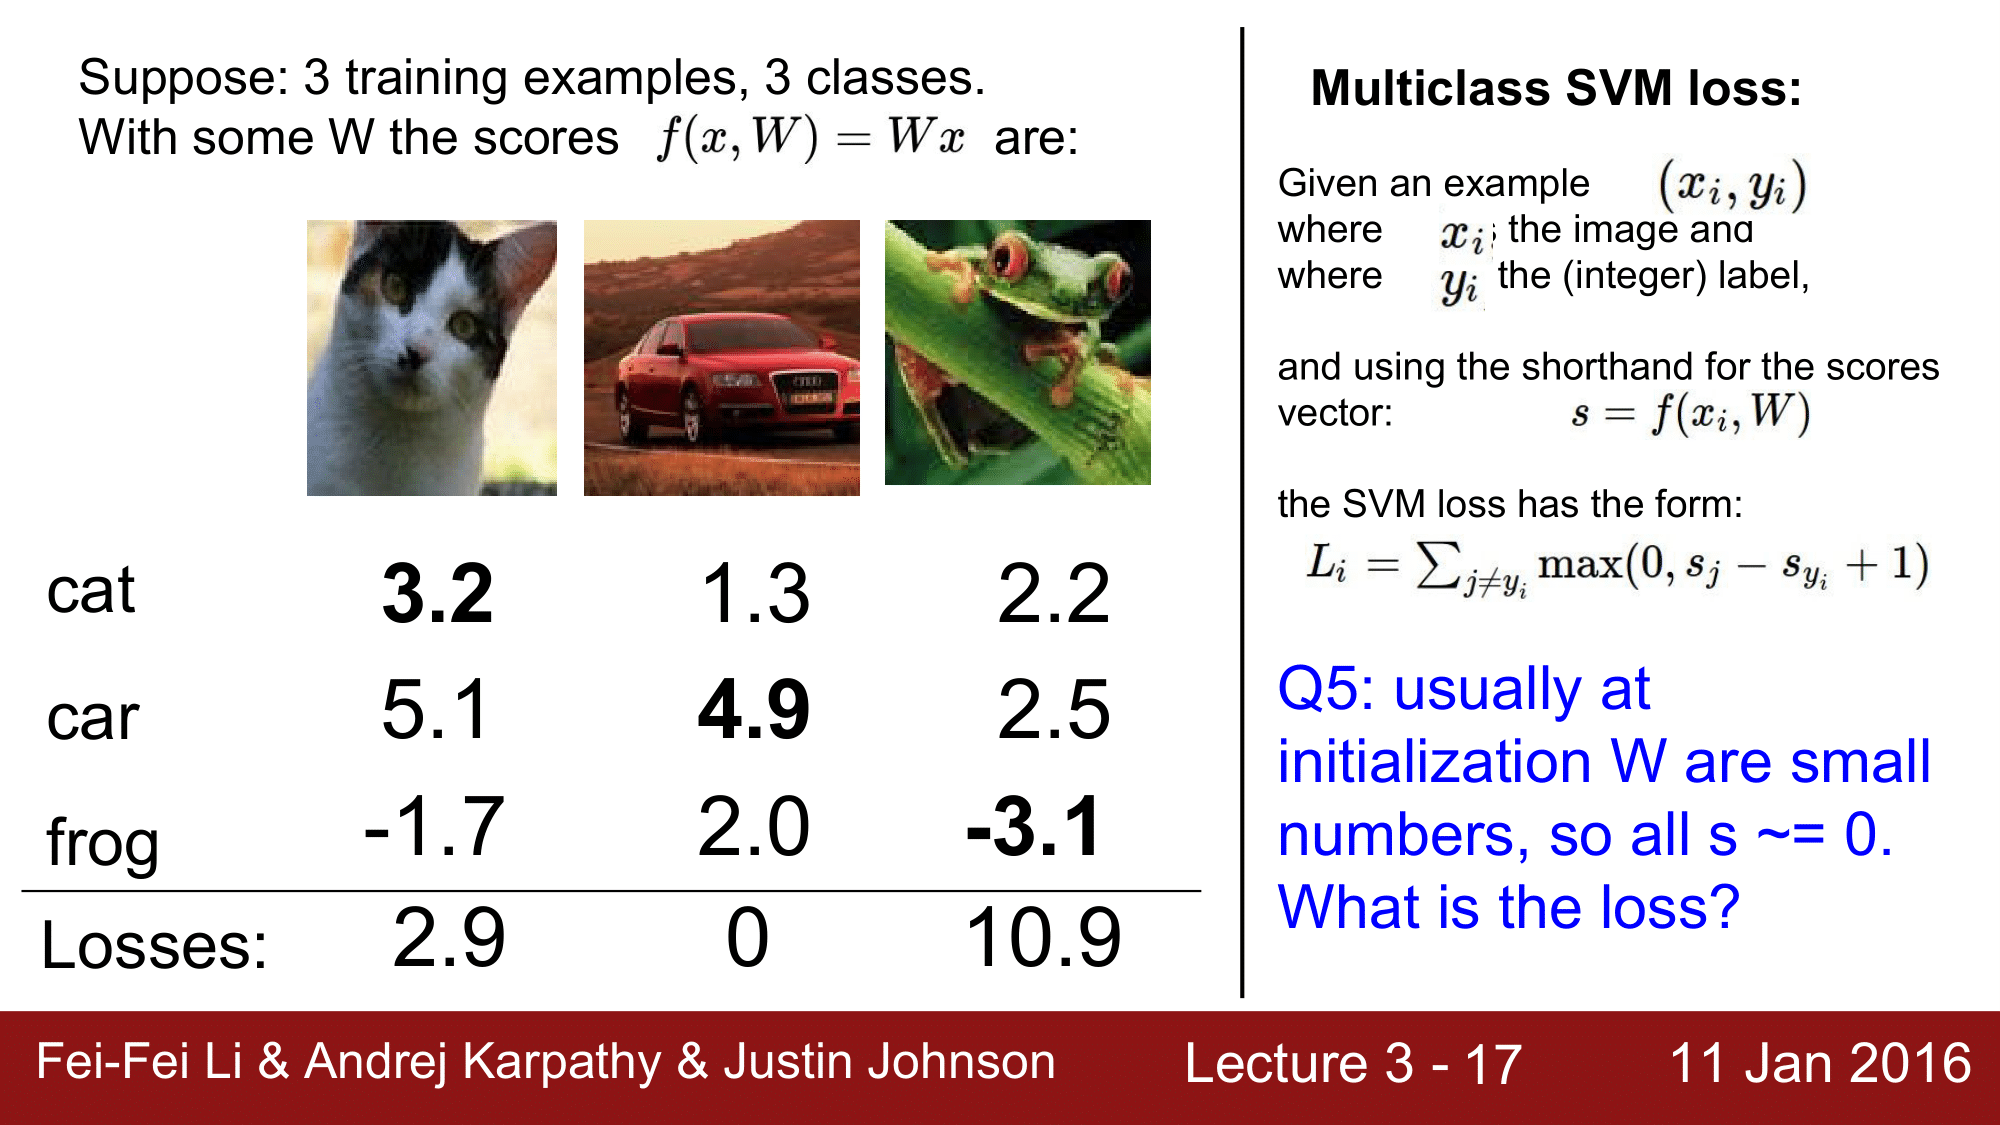 Suppose: 3 training examples, 3 classes.
With some W the scores f(x, W) = Wx are:
cat 3.2 1.3 2.2
car 5.1 4.9 2.5
frog -1.7 2.0 -3.1
Losses: 2.9 0 10.9
Multiclass SVM loss:
Given an example (x_i, y_i)
where x_i the image and
where y_i the (integer) label,
and using the shorthand for the scores
vector: s = f(x_i, W)
the SVM loss has the form:
L_i = ∑_{j≠y_i} max(0, s_j − s_{y_i} + 1)
Q5: usually at
initialization W are small
numbers, so all s ~= 0.
What is the loss?
Fei-Fei Li & Andrej Karpathy & Justin Johnson Lecture 3 - 17 11 Jan 2016